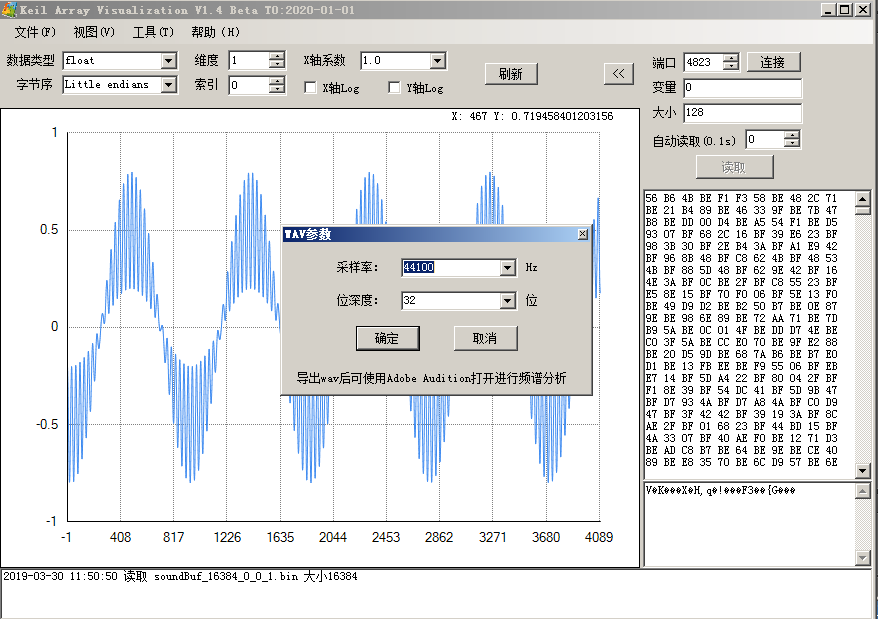 Keil Array Visualization V1.4 Beta TO:2020-01-01
文件(F) 视图(V) 工具(T) 帮助(H)
数据类型 float 维度 1 X轴系数 1.0
字节序 Little endians 索引 0 X轴Log Y轴Log 刷新 <<
端口 4823 连接
变量 0
大小 128
自动读取(0.1s) 0
读取
X: 467 Y: 0.719458401203156
1
0.5
0
-0.5
-1
-1 408 817 1226 1635 2044 2453 2862 3271 3680 4089
WAV参数
采样率: 44100 Hz
位深度: 32 位
确定 取消
导出wav后可使用Adobe Audition打开进行频谱分析
56 B6 4B BE F1 F3 58 BE 48 2C 71
BE 21 B4 89 BE 46 33 9F BE 7B 47
B8 BE DD 00 D4 BE A5 54 F1 BE D5
93 07 BF 68 2C 16 BF 39 E6 23 BF
98 3B 30 BF 2E B4 3A BF A1 E9 42
BF 96 8B 48 BF C8 62 4B BF 48 53
4B BF 88 5D 48 BF 62 9E 42 BF 16
4E 3A BF 0C BE 2F BF C8 55 23 BF
E5 8E 15 BF 70 F0 06 BF 5E 13 F0
BE 49 D9 D2 BE B2 50 B7 BE 0E 87
9E BE 98 6E 89 BE 72 AA 71 BE 7D
B9 5A BE 0C 01 4F BE DD D7 4E BE
C0 3F 5A BE CC E0 70 BE 9F E2 88
BE 20 D5 9D BE 68 7A B6 BE B7 E0
D1 BE 13 FB EE BE F9 55 06 BF EB
E7 14 BF 5D A4 22 BF 80 04 2F BF
F1 8E 39 BF 54 DC 41 BF 5D 9B 47
BF D7 93 4A BF D7 A8 4A BF C0 D9
47 BF 3F 42 42 BF 39 19 3A BF 8C
AE 2F BF 01 68 23 BF 44 BD 15 BF
4A 33 07 BF 40 AE F0 BE 12 71 D3
BE AD C8 B7 BE 64 BE 9E BE CE 40
89 BE E8 35 70 BE 6C D9 57 BE 6E
V�K���X�H,q�!���F3��{G���
2019-03-30 11:50:50 读取 soundBuf_16384_0_0_1.bin 大小16384